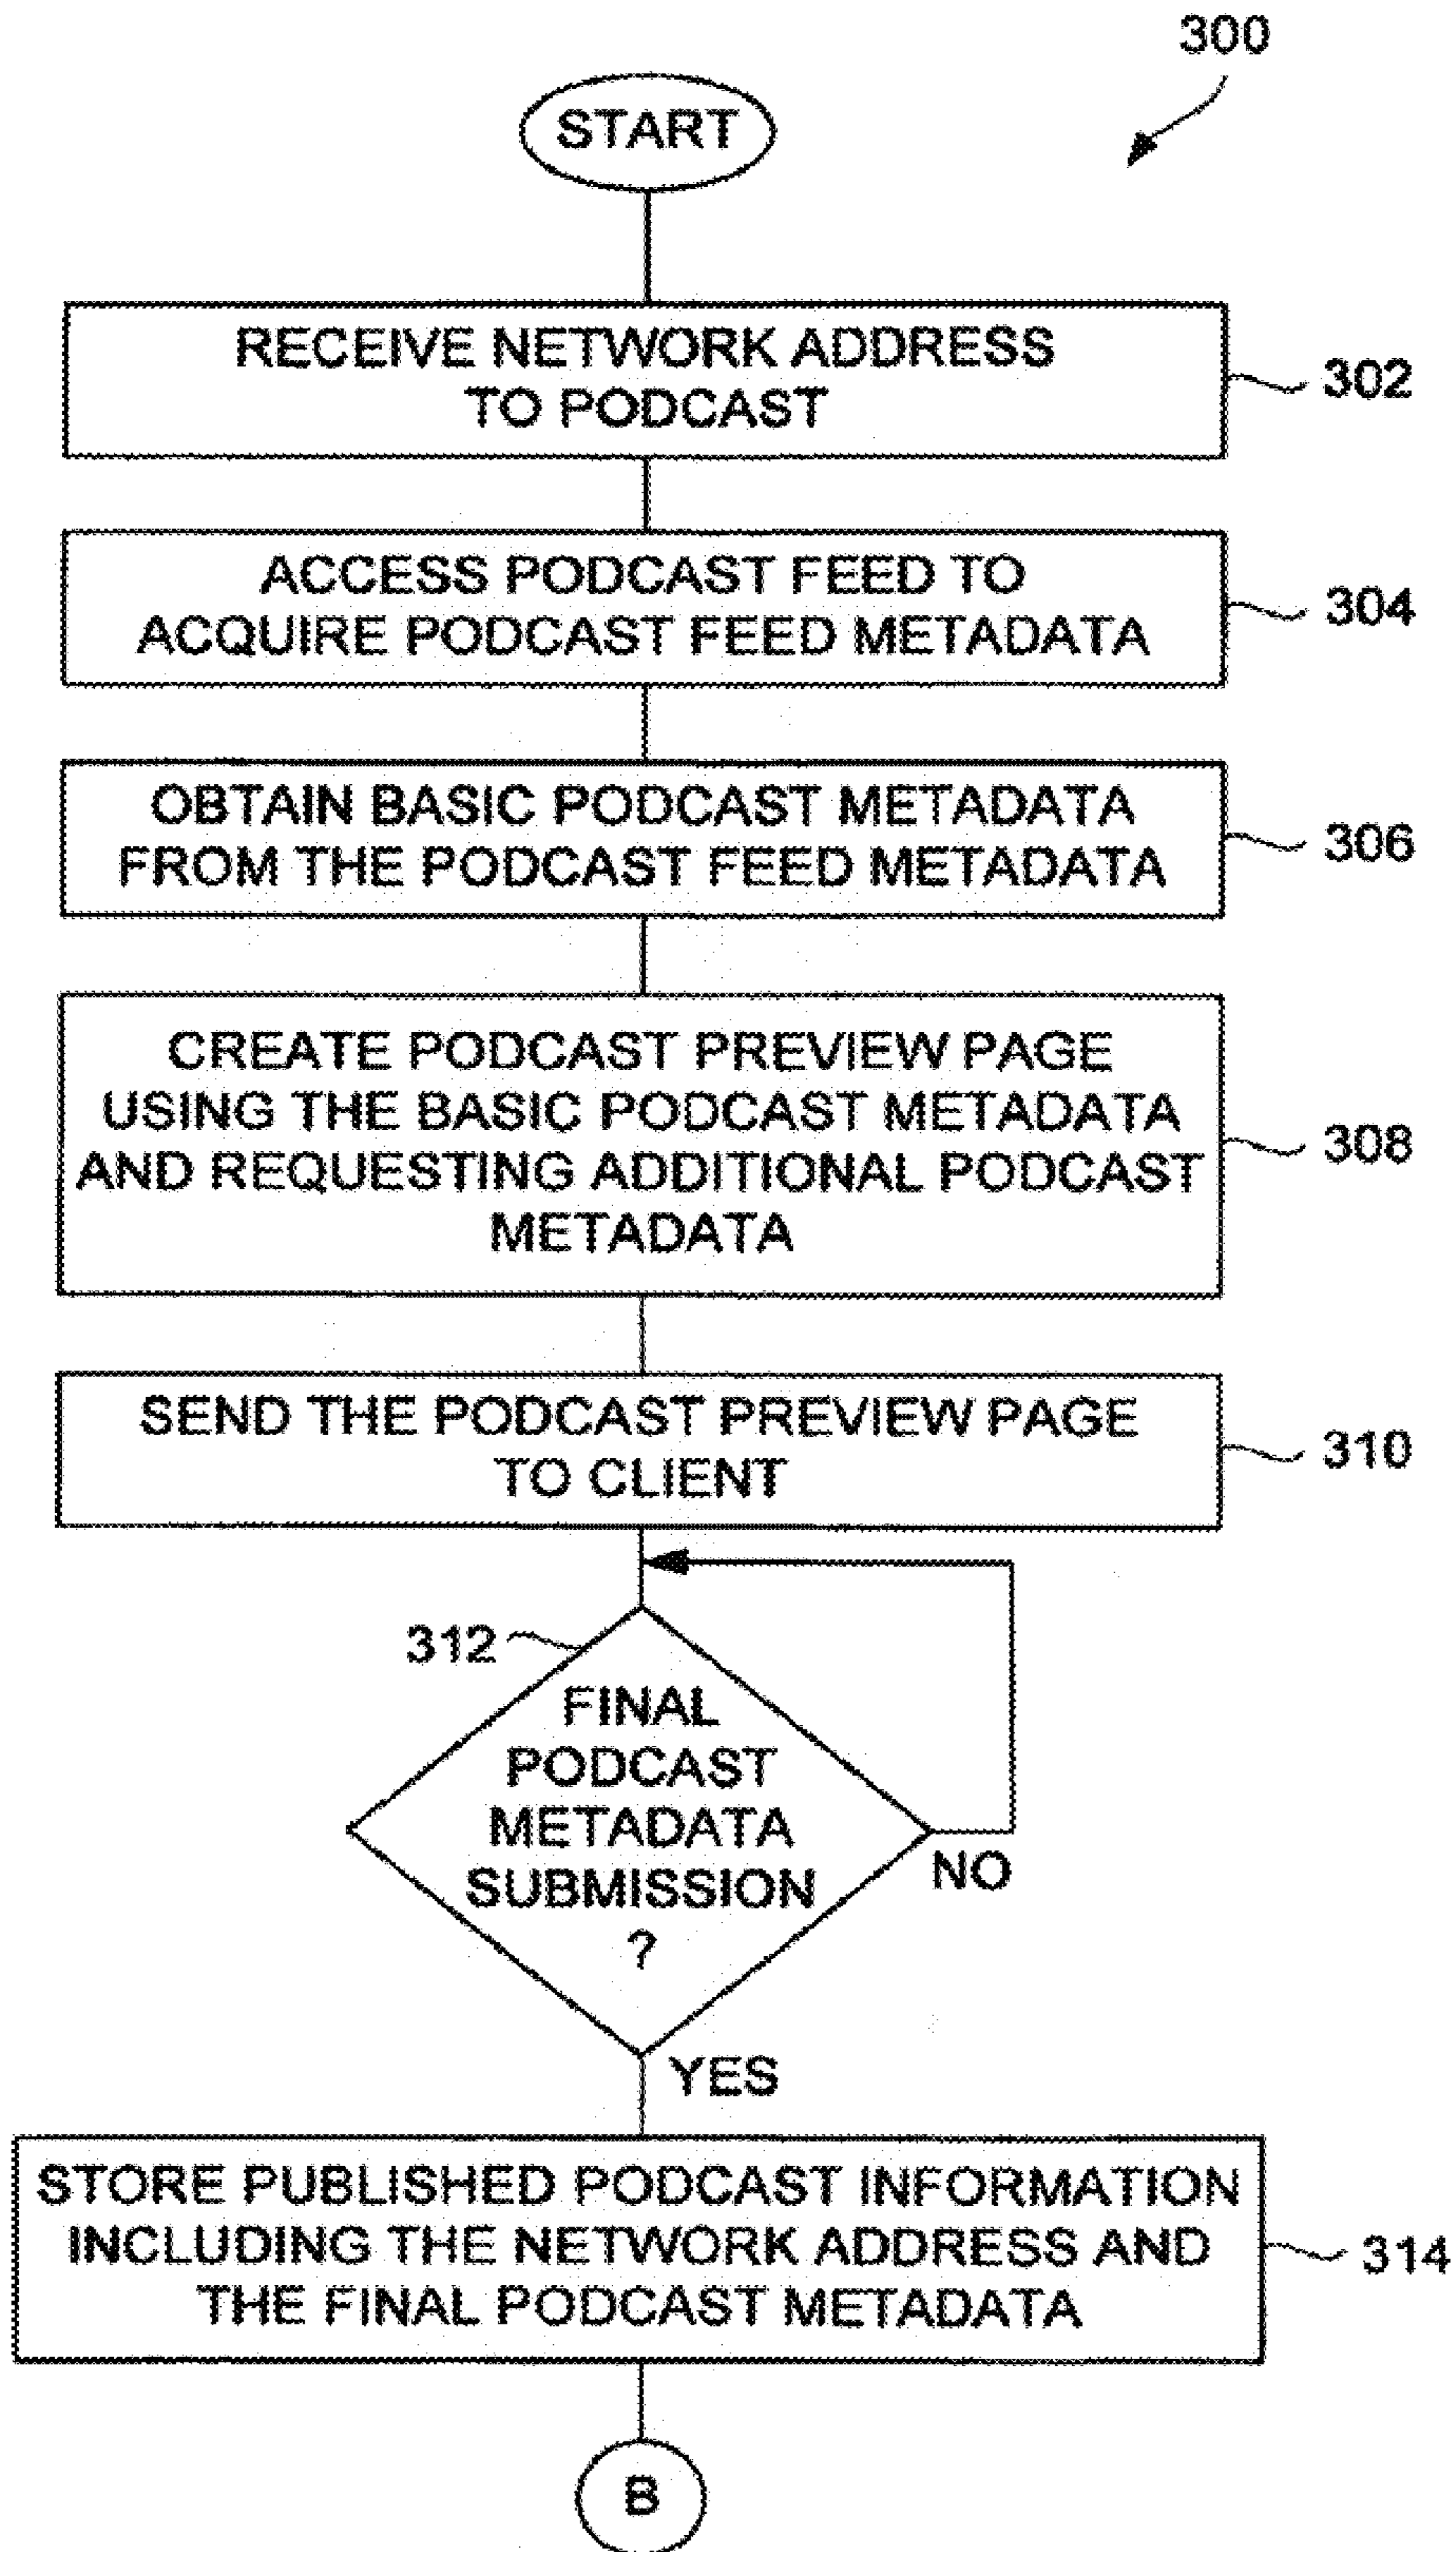 300
START
RECEIVE NETWORK ADDRESS
TO PODCAST
302
ACCESS PODCAST FEED TO
ACQUIRE PODCAST FEED METADATA
304
OBTAIN BASIC PODCAST METADATA
FROM THE PODCAST FEED METADATA
306
CREATE PODCAST PREVIEW PAGE
USING THE BASIC PODCAST METADATA
AND REQUESTING ADDITIONAL PODCAST
METADATA
308
SEND THE PODCAST PREVIEW PAGE
TO CLIENT
310
312
FINAL
PODCAST
METADATA
SUBMISSION
?
NO
YES
STORE PUBLISHED PODCAST INFORMATION
INCLUDING THE NETWORK ADDRESS AND
THE FINAL PODCAST METADATA
314
B